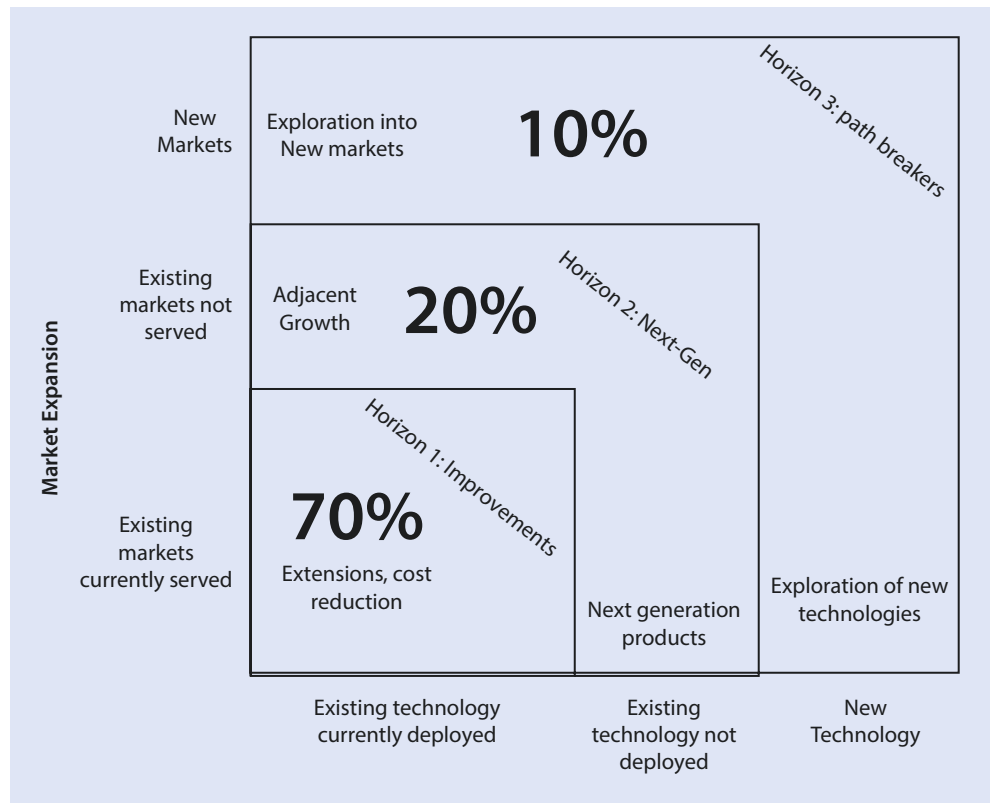 New
Markets
Exploration into
New markets
10%
Horizon 3: path breakers
Existing
markets not
served
Adjacent
Growth
20%
Horizon 2: Next-Gen
Market Expansion
Horizon 1: Improvements
Existing
markets
currently served
70%
Extensions, cost
reduction
Next generation
products
Exploration of new
technologies
Existing technology
currently deployed
Existing
technology not
deployed
New
Technology